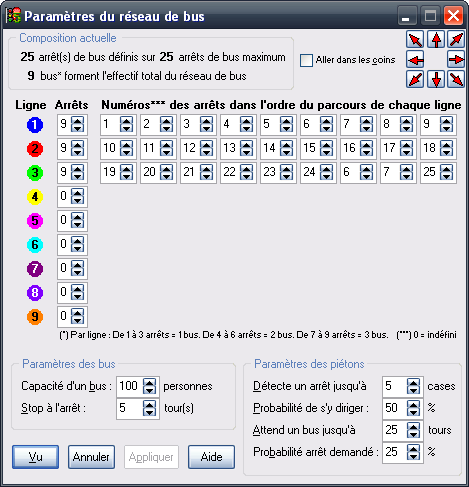 Paramètres du réseau de bus
Composition actuelle
25 arrêt(s) de bus définis sur 25 arrêts de bus maximum
9 bus* forment l'effectif total du réseau de bus
Aller dans les coins
Ligne Arrêts Numéros*** des arrêts dans l'ordre du parcours de chaque ligne
1 9 1 2 3 4 5 6 7 8 9
2 9 10 11 12 13 14 15 16 17 18
3 9 19 20 21 22 23 24 6 7 25
4 0
5 0
6 0
7 0
8 0
9 0
(*) Par ligne : De 1 à 3 arrêts = 1 bus. De 4 à 6 arrêts = 2 bus. De 7 à 9 arrêts = 3 bus. (***) 0 = indéfini
Paramètres des bus
Capacité d'un bus : 100 personnes
Stop à l'arrêt : 5 tour(s)
Paramètres des piétons
Détecte un arrêt jusqu'à 5 cases
Probabilité de s'y diriger : 50 %
Attend un bus jusqu'à 25 tours
Probabilité arrêt demandé : 25 %
Vu Annuler Appliquer Aide